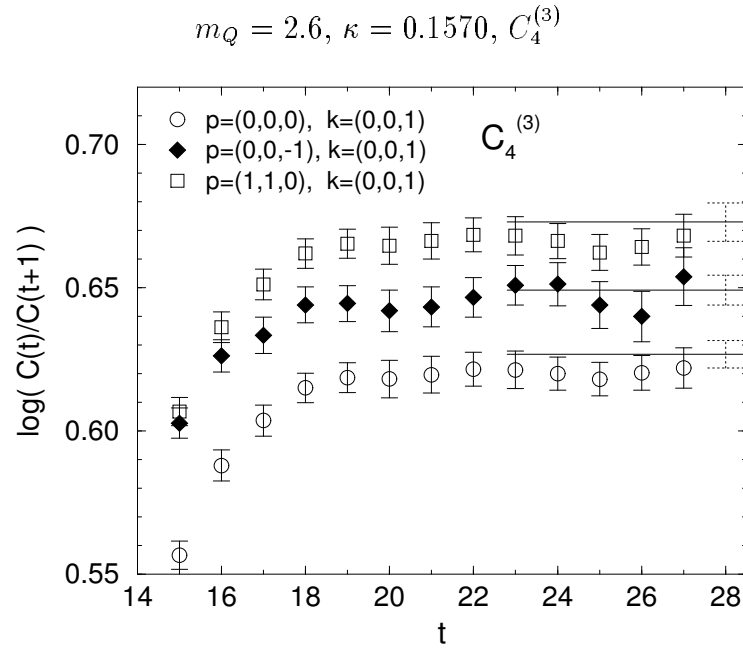 m_Q = 2.6, κ = 0.1570, C_4^{(3)}
p=(0,0,0), k=(0,0,1)
p=(0,0,-1), k=(0,0,1)
p=(1,1,0), k=(0,0,1)
C_4^{(3)}
0.70
0.65
0.60
0.55
log( C(t)/C(t+1) )
14 16 18 20 22 24 26 28
t